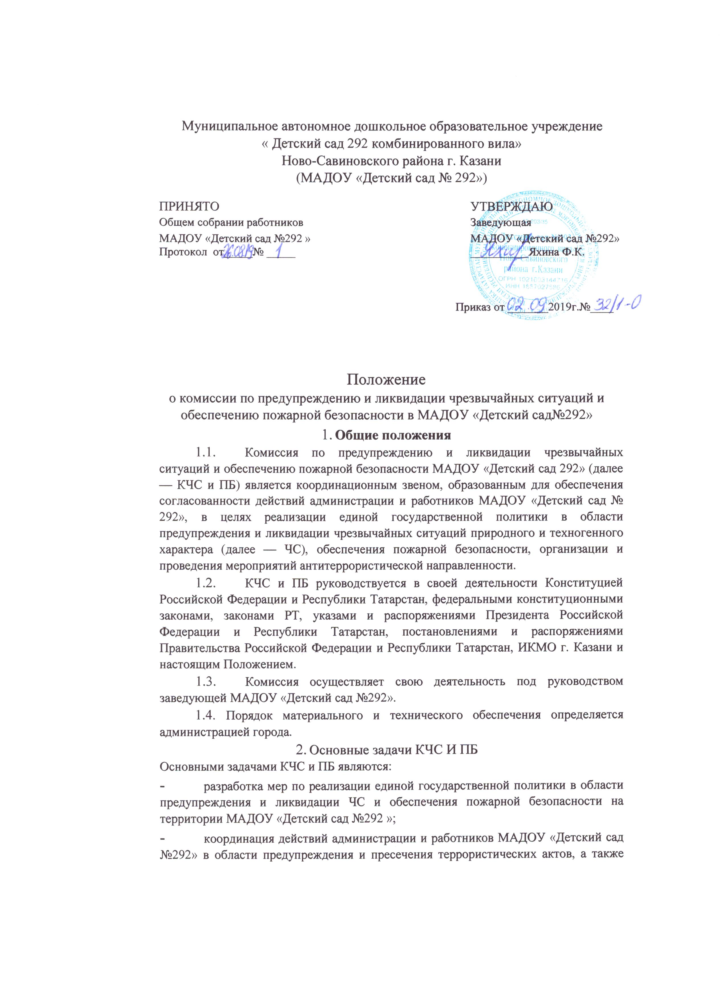 Муниципальное автономное дошкольное образовательное учреждение
« Детский сад 292 комбинированного вила»
Ново-Савиновского района г. Казани
(МАДОУ «Детский сад № 292»)
ПРИНЯТО
Общем собрании работников
МАДОУ «Детский сад №292 »
Протокол от 26.08.19 № 1
УТВЕРЖДАЮ
Заведующая
МАДОУ «Детский сад №292»
Яхина Ф.К.
комбинированного вида
Ново-Савиновского
района г.Казани
Приказ от 02.09 2019г.№ 32/1-О
Положение
о комиссии по предупреждению и ликвидации чрезвычайных ситуаций и
обеспечению пожарной безопасности в МАДОУ «Детский сад№292»
1. Общие положения
1.1. Комиссия по предупреждению и ликвидации чрезвычайных
ситуаций и обеспечению пожарной безопасности МАДОУ «Детский сад 292» (далее
— КЧС и ПБ) является координационным звеном, образованным для обеспечения
согласованности действий администрации и работников МАДОУ «Детский сад №
292», в целях реализации единой государственной политики в области
предупреждения и ликвидации чрезвычайных ситуаций природного и техногенного
характера (далее — ЧС), обеспечения пожарной безопасности, организации и
проведения мероприятий антитеррористической направленности.
1.2. КЧС и ПБ руководствуется в своей деятельности Конституцией
Российской Федерации и Республики Татарстан, федеральными конституционными
законами, законами РТ, указами и распоряжениями Президента Российской
Федерации и Республики Татарстан, постановлениями и распоряжениями
Правительства Российской Федерации и Республики Татарстан, ИКМО г. Казани и
настоящим Положением.
1.3. Комиссия осуществляет свою деятельность под руководством
заведующей МАДОУ «Детский сад №292».
1.4. Порядок материального и технического обеспечения определяется
администрацией города.
2. Основные задачи КЧС И ПБ
Основными задачами КЧС и ПБ являются:
- разработка мер по реализации единой государственной политики в области
предупреждения и ликвидации ЧС и обеспечения пожарной безопасности на
территории МАДОУ «Детский сад №292 »;
- координация действий администрации и работников МАДОУ «Детский сад
№292» в области предупреждения и пресечения террористических актов, а также